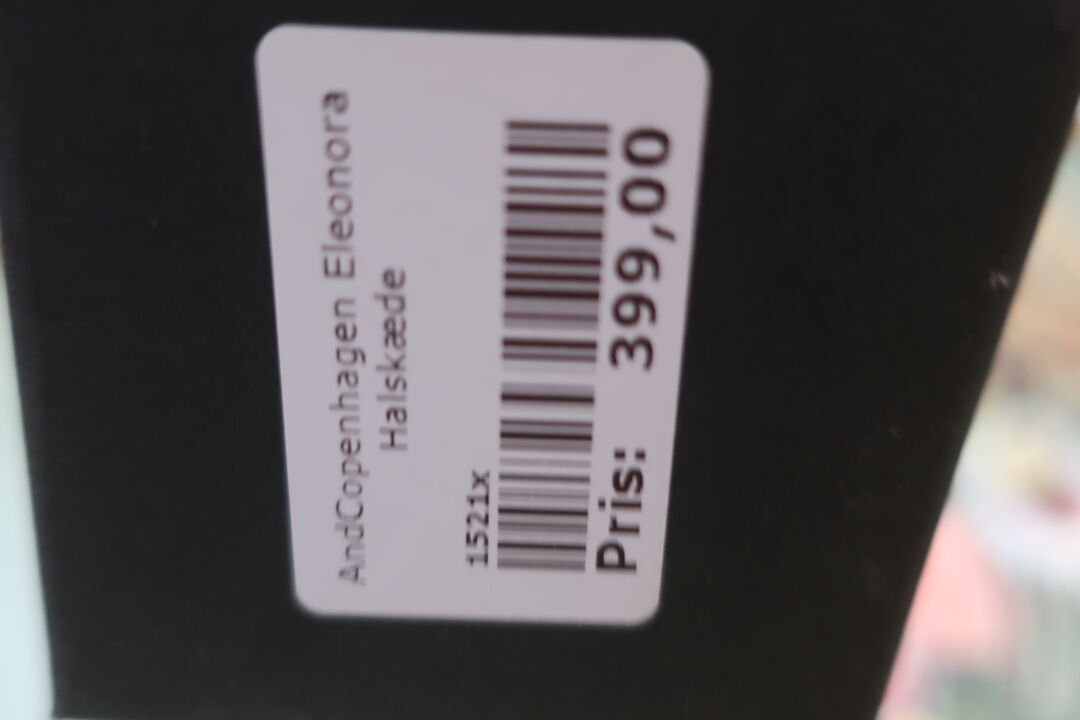 AndCopenhagen Eleonora
Halskæde
1521x
Pris: 399,00